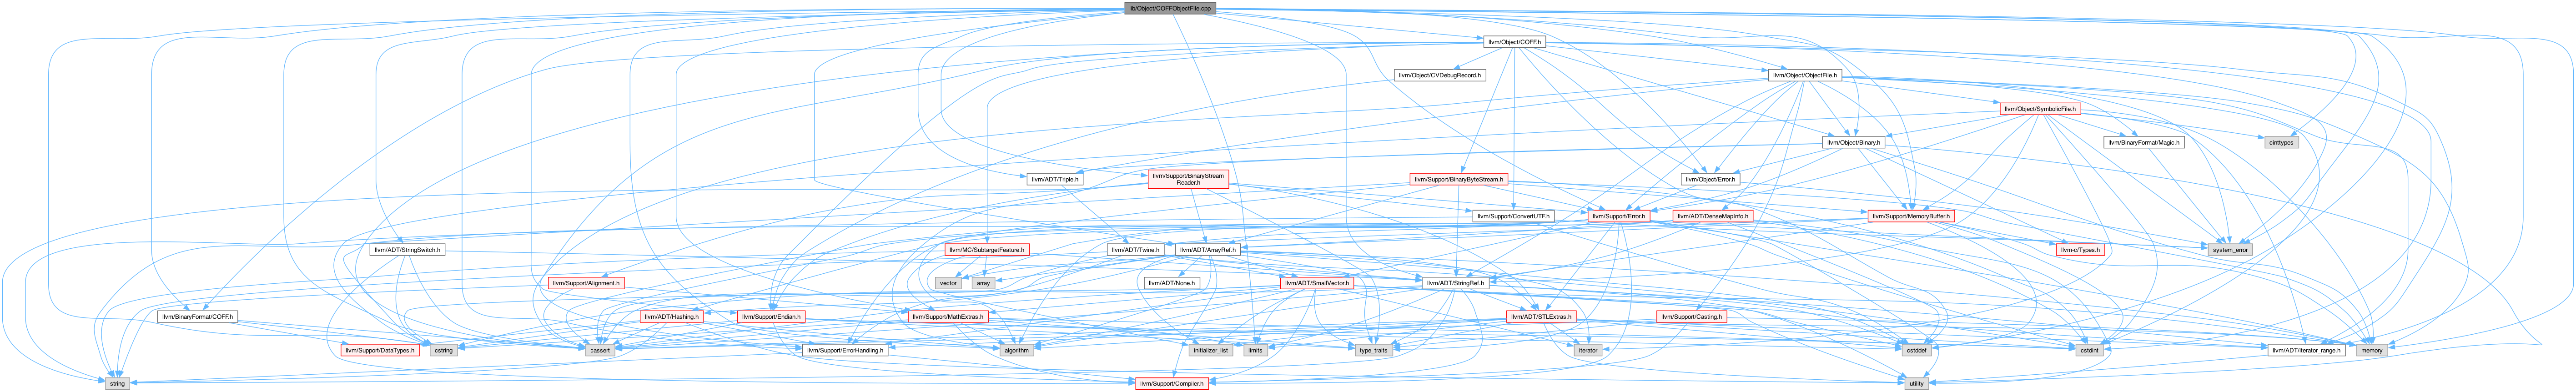 lib/Object/COFFObjectFile.cpp
llvm/Object/COFF.h
llvm/Object/CVDebugRecord.h
llvm/Object/ObjectFile.h
llvm/Object/SymbolicFile.h
cinttypes
llvm/BinaryFormat/Magic.h
llvm/Object/Binary.h
llvm/ADT/Triple.h
llvm/Support/BinaryStream
Reader.h
llvm/Support/BinaryByteStream.h
llvm/Object/Error.h
llvm/Support/ConvertUTF.h
llvm/Support/Error.h
llvm/ADT/DenseMapInfo.h
llvm/Support/MemoryBuffer.h
llvm/ADT/StringSwitch.h
llvm/MC/SubtargetFeature.h
llvm/ADT/Twine.h
llvm/ADT/ArrayRef.h
llvm-c/Types.h
system_error
llvm/Support/Alignment.h
vector
array
llvm/ADT/None.h
llvm/ADT/SmallVector.h
llvm/ADT/StringRef.h
llvm/BinaryFormat/COFF.h
llvm/ADT/Hashing.h
llvm/Support/Endian.h
llvm/Support/MathExtras.h
llvm/ADT/STLExtras.h
llvm/Support/Casting.h
llvm/Support/DataTypes.h
cstring
cassert
llvm/Support/ErrorHandling.h
algorithm
initializer_list
limits
type_traits
iterator
cstddef
cstdint
llvm/ADT/iterator_range.h
memory
string
llvm/Support/Compiler.h
utility